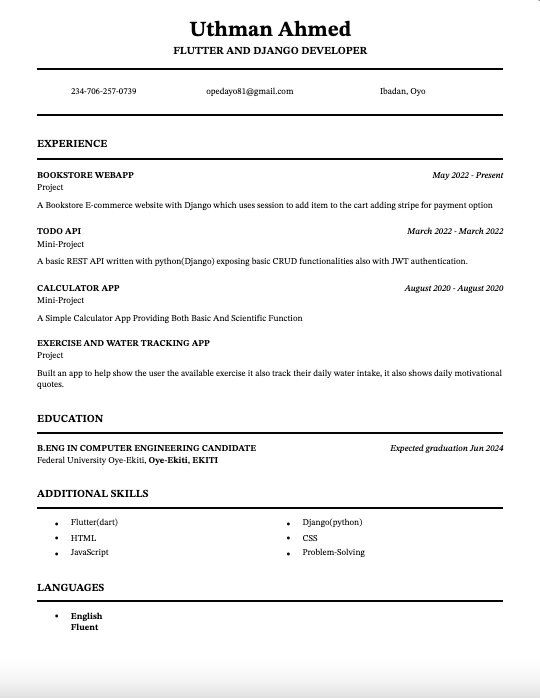 Uthman Ahmed
FLUTTER AND DJANGO DEVELOPER
234-706-257-0739 opedayo81@gmail.com Ibadan, Oyo
EXPERIENCE
BOOKSTORE WEBAPP May 2022 - Present
Project
A Bookstore E-commerce website with Django which uses session to add item to the cart adding stripe for payment option
TODO API March 2022 - March 2022
Mini-Project
A basic REST API written with python(Django) exposing basic CRUD functionalities also with JWT authentication.
CALCULATOR APP August 2020 - August 2020
Mini-Project
A Simple Calculator App Providing Both Basic And Scientific Function
EXERCISE AND WATER TRACKING APP
Project
Built an app to help show the user the available exercise it also track their daily water intake, it also shows daily motivational
quotes.
EDUCATION
B.ENG IN COMPUTER ENGINEERING CANDIDATE Expected graduation Jun 2024
Federal University Oye-Ekiti, Oye-Ekiti, EKITI
ADDITIONAL SKILLS
• Flutter(dart) • Django(python)
• HTML • CSS
• JavaScript • Problem-Solving
LANGUAGES
• English
Fluent